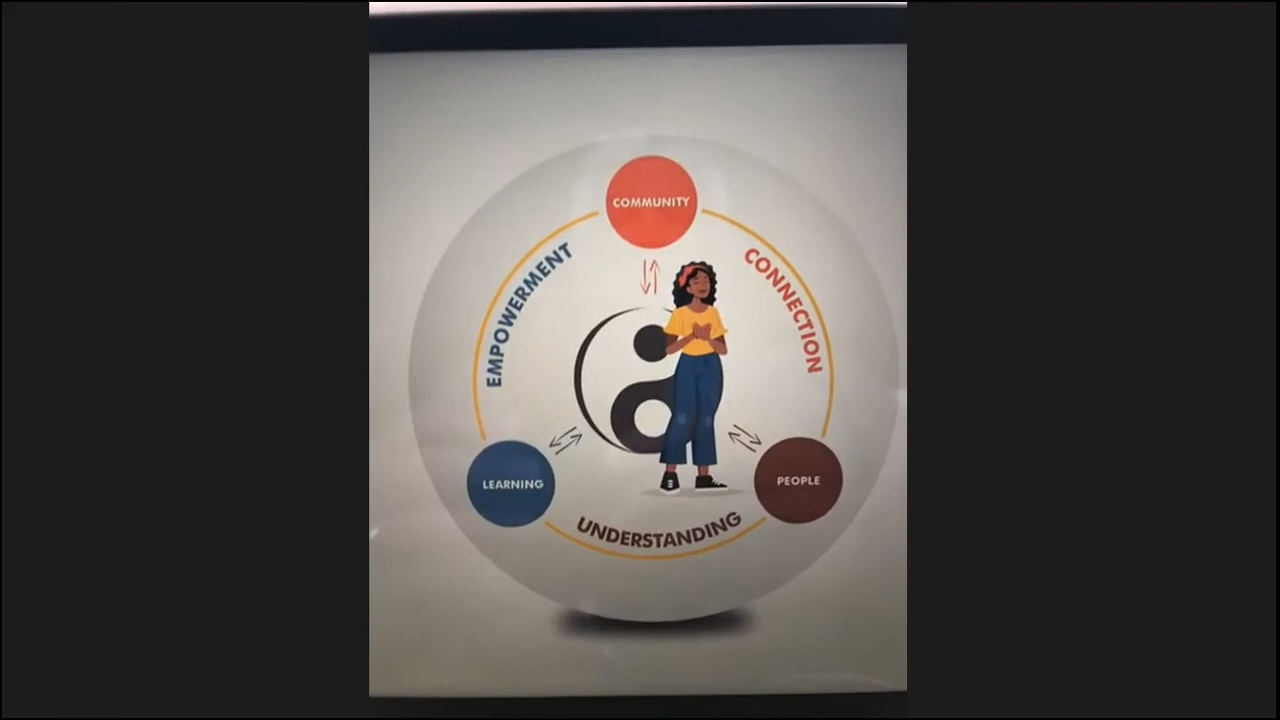 COMMUNITY
EMPOWERMENT
CONNECTION
LEARNING
PEOPLE
UNDERSTANDING